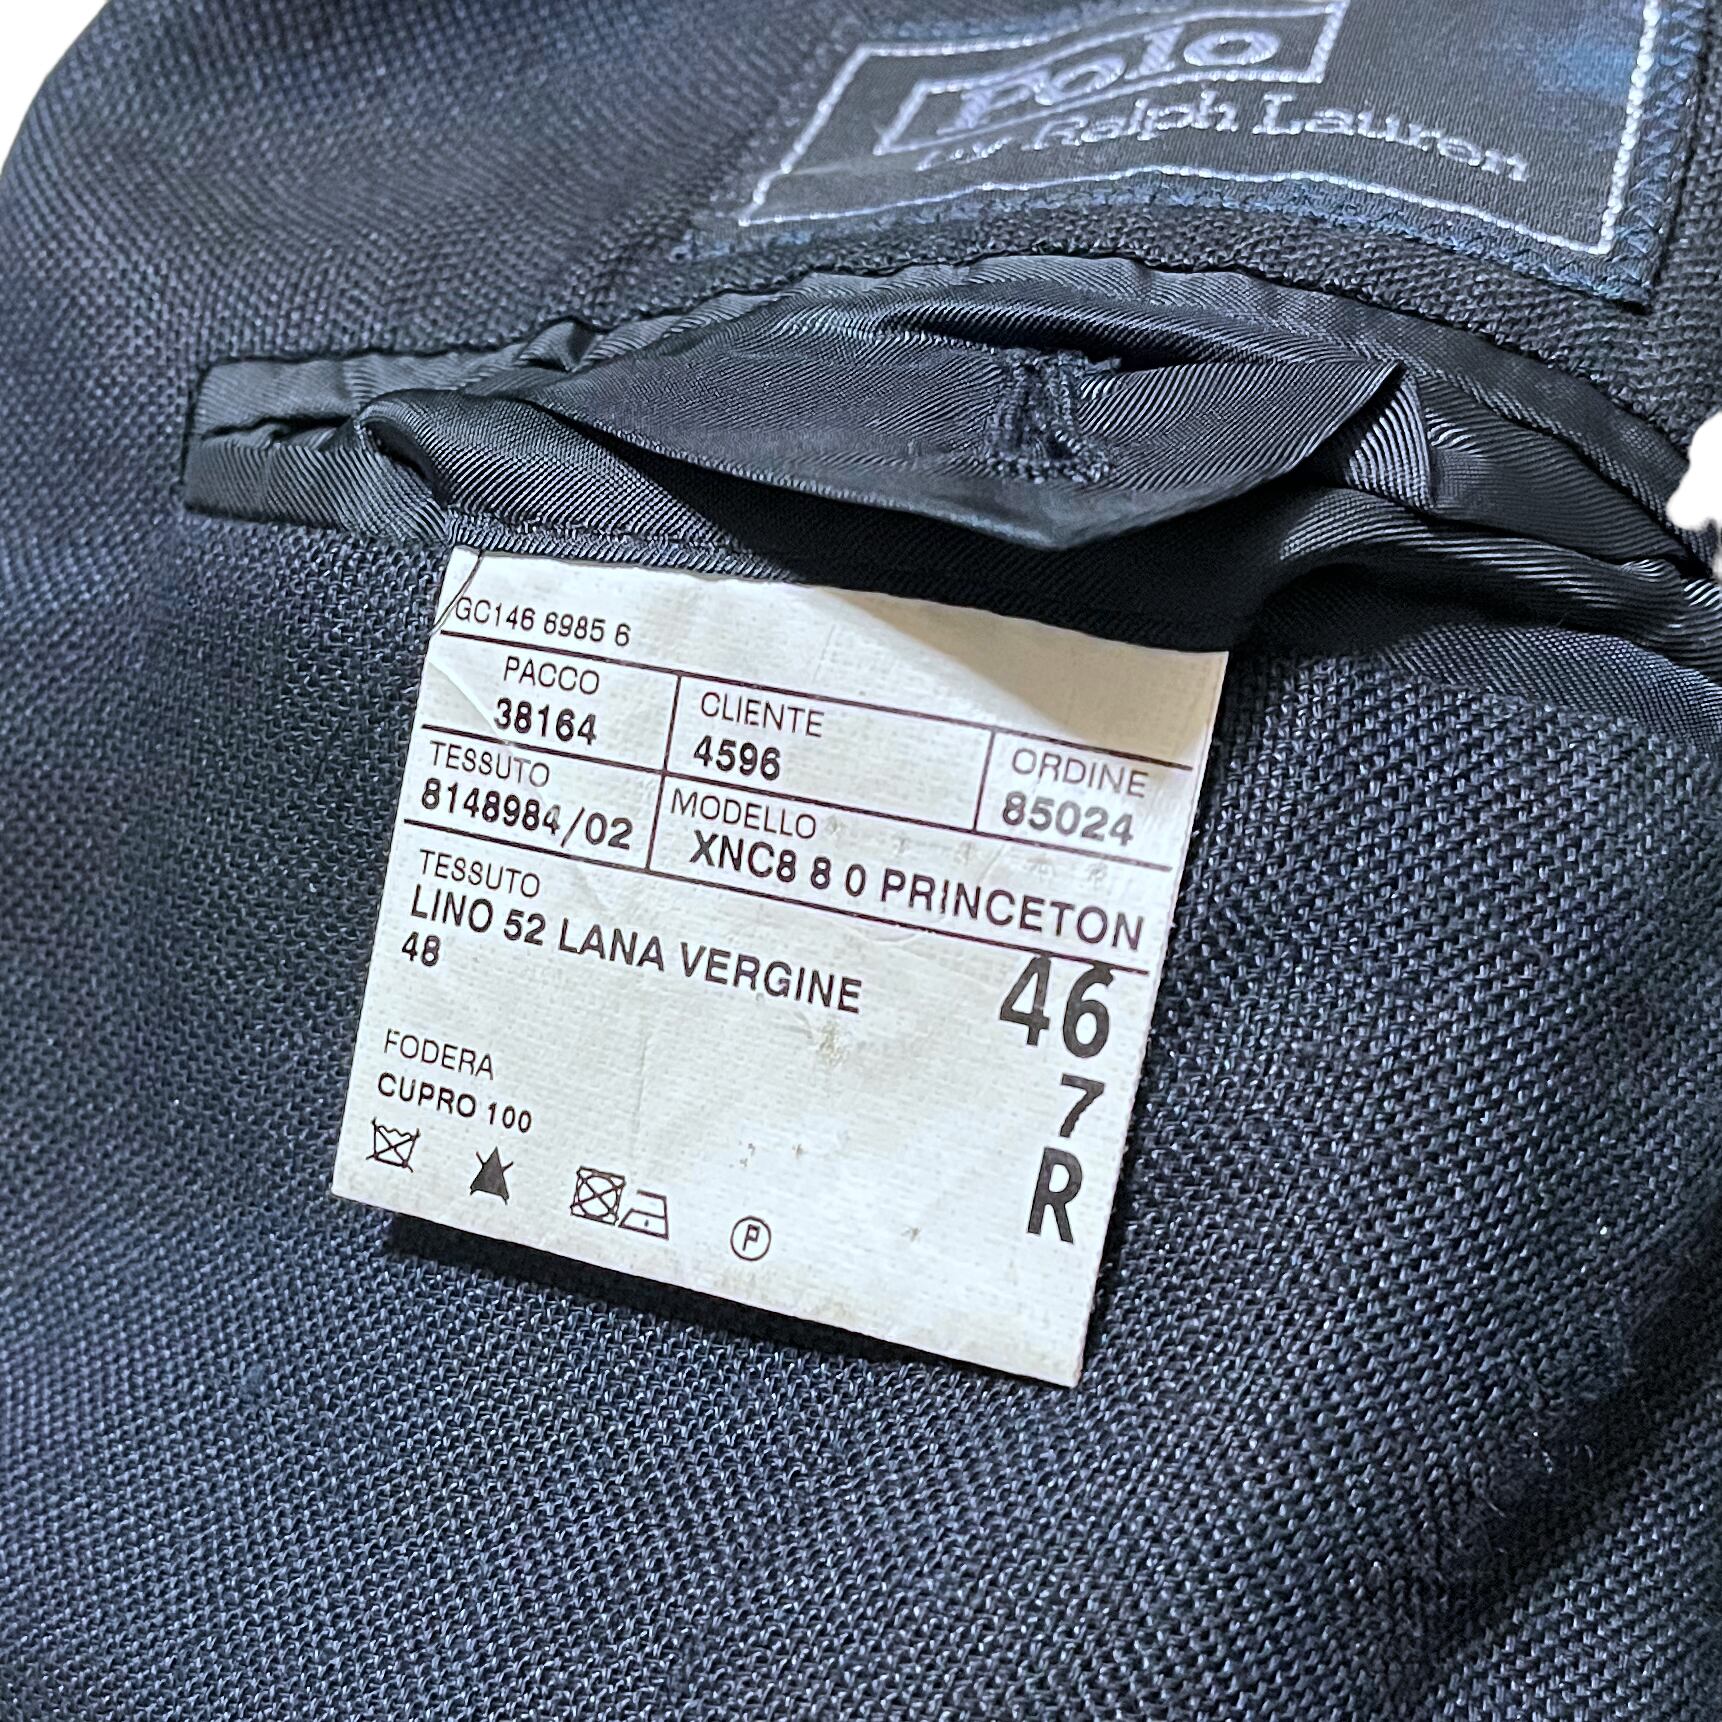 Polo
by Ralph Lauren
GC146 6985 6
PACCO
38164
CLIENTE
4596
ORDINE
85024
TESSUTO
8148984/02
MODELLO
XNC8 8 0 PRINCETON
TESSUTO
LINO 52 LANA VERGINE
48
46
7
R
FODERA
CUPRO 100
P